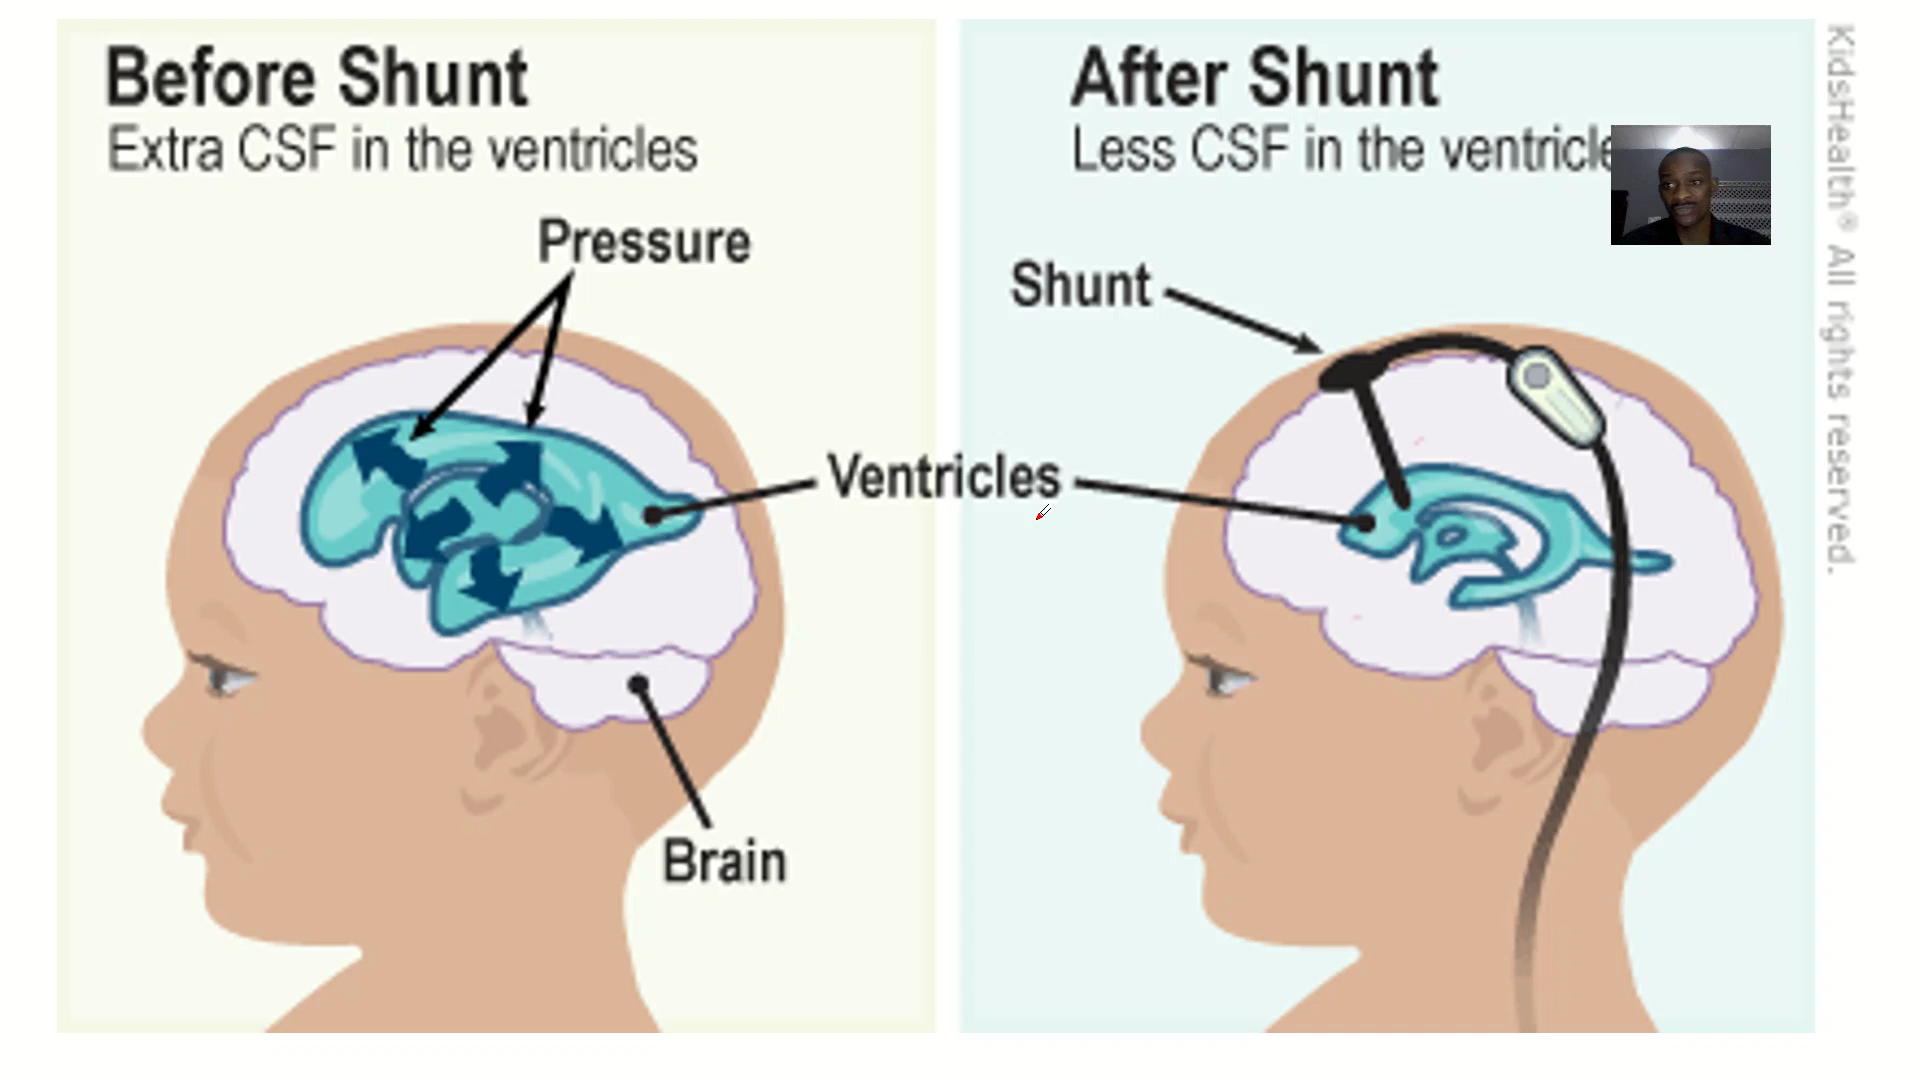 Before Shunt
Extra CSF in the ventricles
Pressure
Ventricles
Brain
After Shunt
Less CSF in the
Shunt
KidsHealth® All rights reserved.